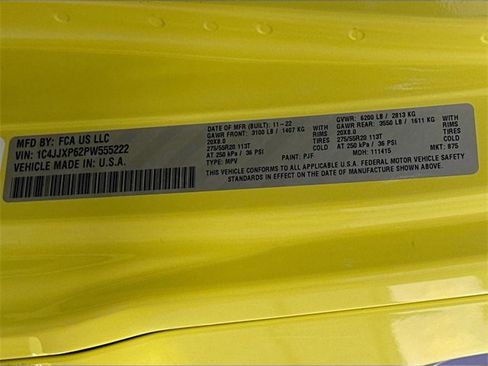 MFD BY: FCA US LLC
VIN: 1C4JJXP62PW555222
VEHICLE MADE IN: U.S.A.
DATE OF MFR (BUILT): 11-22
GAWR FRONT: 3100 LB / 1407 KG
20X8.0 RIMS
275/55R20 113T TIRES
AT 250 kPa / 36 PSI COLD
TYPE: MPV PAINT: PJF
GVWR: 6200 LB / 2813 KG
GAWR REAR: 3550 LB / 1611 KG
20X8.0 RIMS
275/55R20 113T TIRES
AT 250 kPa / 36 PSI COLD
MDH: 111415 MKT: 875
THIS VEHICLE CONFORMS TO ALL APPLICABLE U.S.A. FEDERAL MOTOR VEHICLE SAFETY
STANDARDS IN EFFECT ON THE DATE OF MANUFACTURE SHOWN ABOVE.